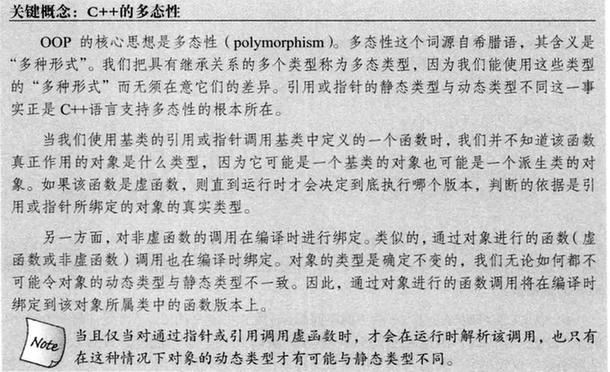 关键概念：C++的多态性
OOP 的核心思想是多态性（polymorphism）。多态性这个词源自希腊语，其含义是
“多种形式”。我们把具有继承关系的多个类型称为多态类型，因为我们能使用这些类型
的“多种形式”而无须在意它们的差异。引用或指针的静态类型与动态类型不同这一事
实正是 C++语言支持多态性的根本所在。
当我们使用基类的引用或指针调用基类中定义的一个函数时，我们并不知道该函数
真正作用的对象是什么类型，因为它可能是一个基类的对象也可能是一个派生类的对
象。如果该函数是虚函数，则直到运行时才会决定到底执行哪个版本，判断的依据是引
用或指针所绑定的对象的真实类型。
另一方面，对非虚函数的调用在编译时进行绑定。类似的，通过对象进行的函数（虚
函数或非虚函数）调用也在编译时绑定。对象的类型是确定不变的，我们无论如何都不
可能令对象的动态类型与静态类型不一致。因此，通过对象进行的函数调用将在编译时
绑定到该对象所属类中的函数版本上。
Note
当且仅当对通过指针或引用调用虚函数时，才会在运行时解析该调用，也只有
在这种情况下对象的动态类型才有可能与静态类型不同。